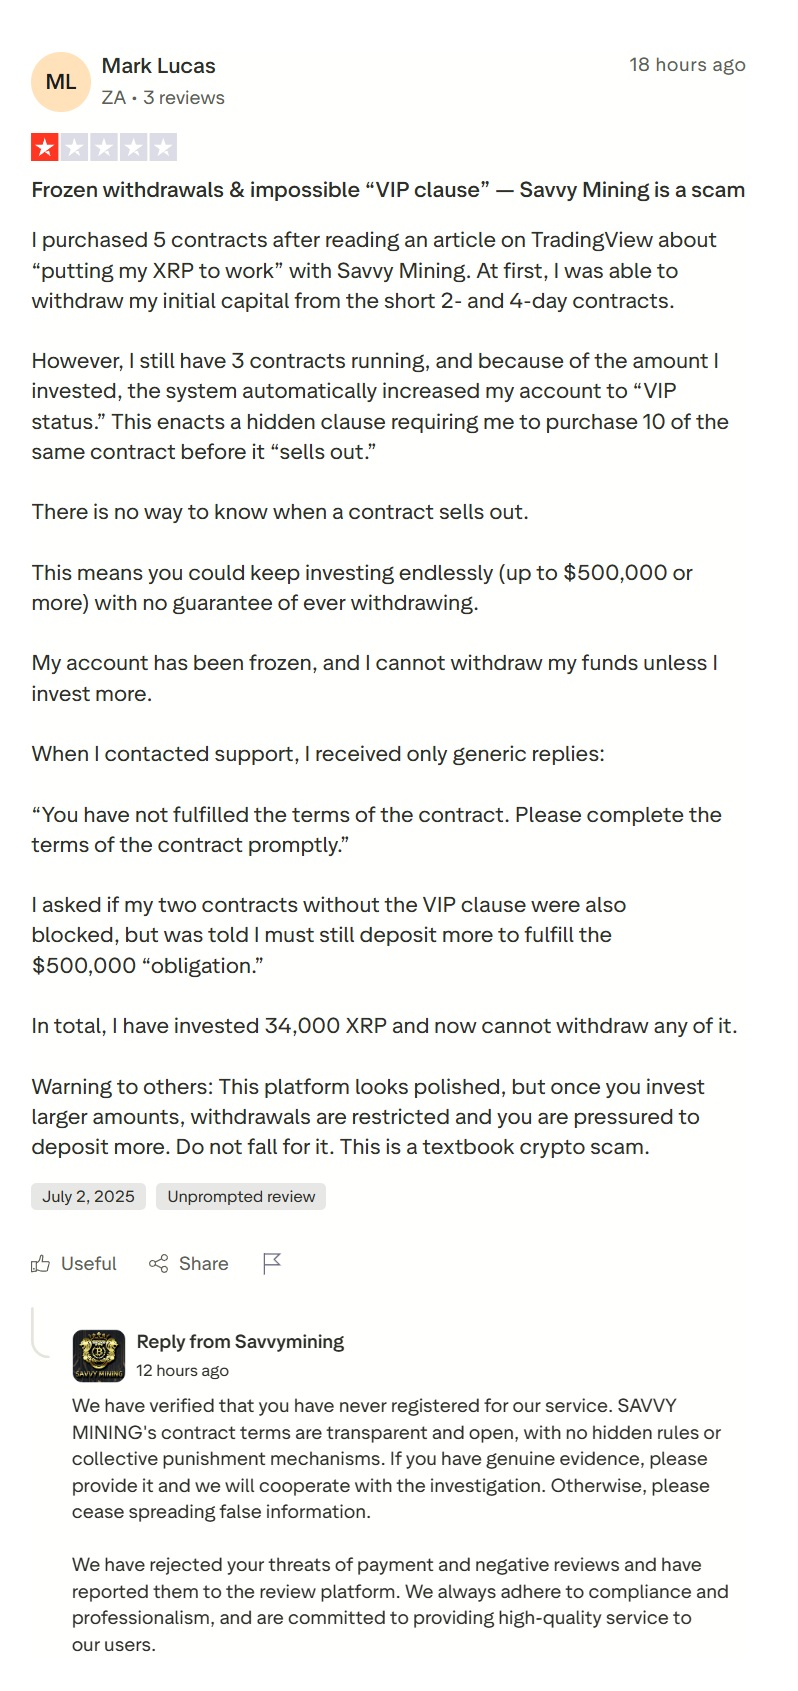 ML
Mark Lucas
18 hours ago
ZA • 3 reviews
Frozen withdrawals & impossible “VIP clause” — Savvy Mining is a scam
I purchased 5 contracts after reading an article on TradingView about
“putting my XRP to work” with Savvy Mining. At first, I was able to
withdraw my initial capital from the short 2- and 4-day contracts.
However, I still have 3 contracts running, and because of the amount I
invested, the system automatically increased my account to “VIP
status.” This enacts a hidden clause requiring me to purchase 10 of the
same contract before it “sells out.”
There is no way to know when a contract sells out.
This means you could keep investing endlessly (up to $500,000 or
more) with no guarantee of ever withdrawing.
My account has been frozen, and I cannot withdraw my funds unless I
invest more.
When I contacted support, I received only generic replies:
“You have not fulfilled the terms of the contract. Please complete the
terms of the contract promptly.”
I asked if my two contracts without the VIP clause were also
blocked, but was told I must still deposit more to fulfill the
$500,000 “obligation.”
In total, I have invested 34,000 XRP and now cannot withdraw any of it.
Warning to others: This platform looks polished, but once you invest
larger amounts, withdrawals are restricted and you are pressured to
deposit more. Do not fall for it. This is a textbook crypto scam.
July 2, 2025
Unprompted review
Useful
Share
SAVVY MINING
Reply from Savvymining
12 hours ago
We have verified that you have never registered for our service. SAVVY
MINING's contract terms are transparent and open, with no hidden rules or
collective punishment mechanisms. If you have genuine evidence, please
provide it and we will cooperate with the investigation. Otherwise, please
cease spreading false information.
We have rejected your threats of payment and negative reviews and have
reported them to the review platform. We always adhere to compliance and
professionalism, and are committed to providing high-quality service to
our users.